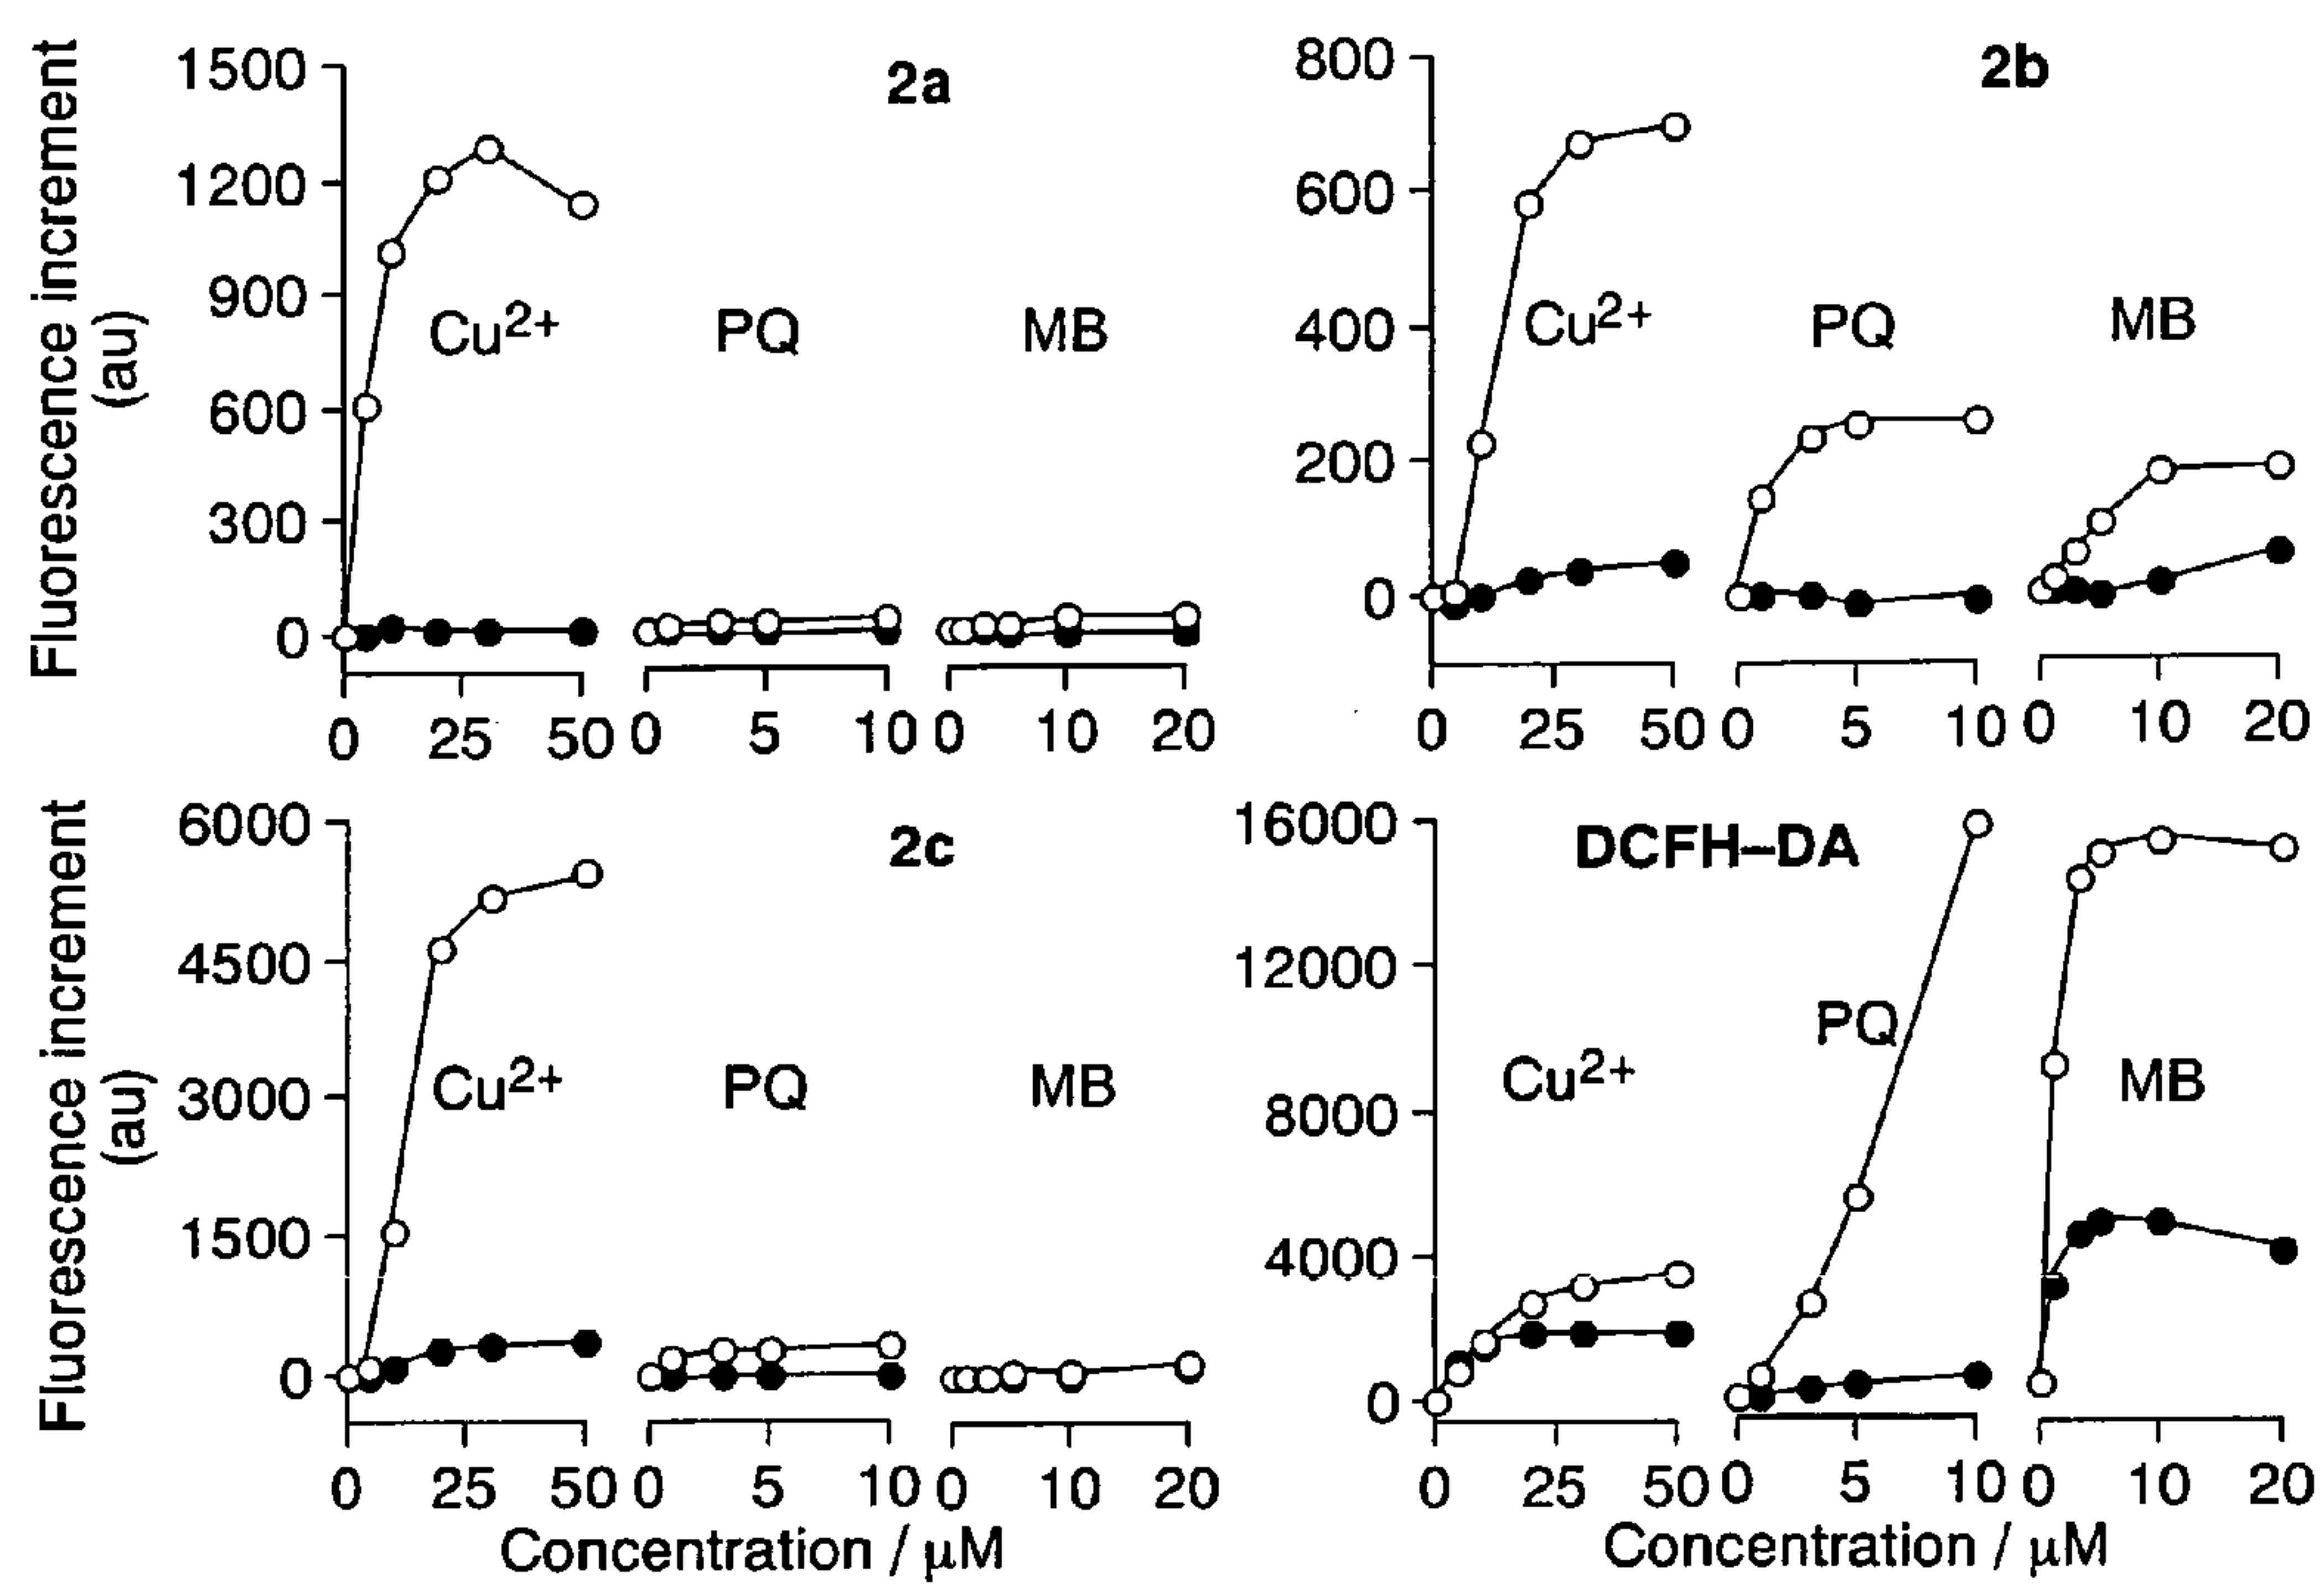 Fluorescence increment
(au)
1500
1200
900
600
300
0
2a
Cu²⁺
PQ
MB
0 25 50 0 5 10 0 10 20
800
600
400
200
0
2b
Cu²⁺
PQ
MB
0 25 50 0 5 10 0 10 20
Fluorescence increment
(au)
6000
4500
3000
1500
0
2c
Cu²⁺
PQ
MB
0 25 50 0 5 10 0 10 20
Concentration / μM
16000
12000
8000
4000
0
DCFH–DA
Cu²⁺
PQ
MB
0 25 50 0 5 10 0 10 20
Concentration / μM